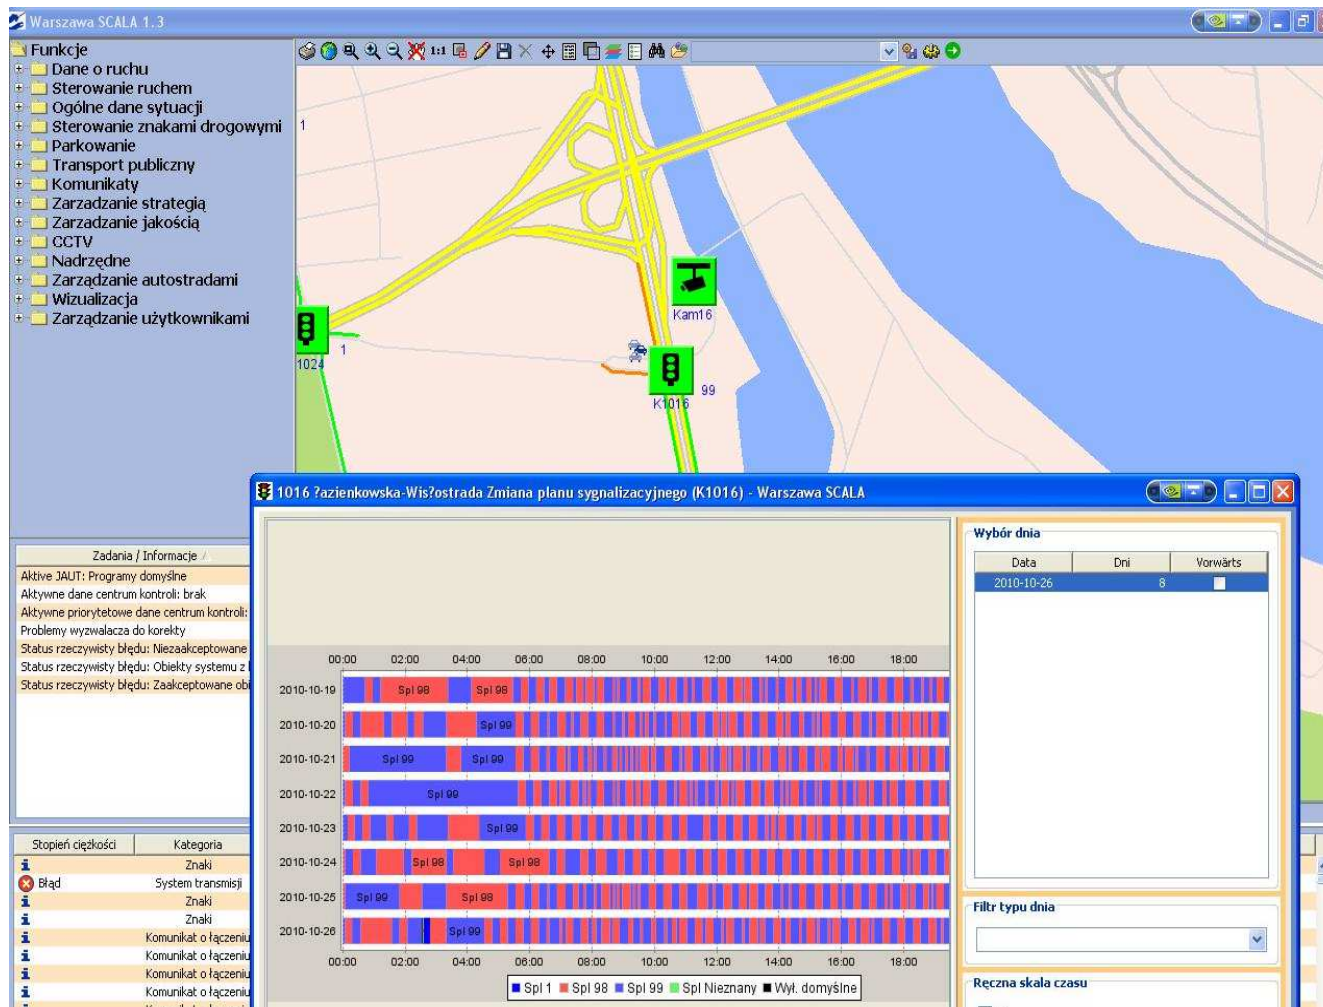 Warszawa SCALA 1.3
Funkcje
Dane o ruchu
Sterowanie ruchem
Ogólne dane sytuacji
Sterowanie znakami drogowymi
Parkowanie
Transport publiczny
Komunikaty
Zarzadzanie strategią
Zarzadzanie jakością
CCTV
Nadrzędne
Zarządzanie autostradami
Wizualizacja
Zarządzanie użytkownikami
1:1
1
Kam16
1024
1
K1016
99
1016 ?azienkowska-Wis?ostrada Zmiana planu sygnalizacyjnego (K1016) - Warszawa SCALA
Zadania / Informacje
Aktive JAUT: Programy domyślne
Aktywne dane centrum kontroli: brak
Aktywne priorytetowe dane centrum kontroli:
Problemy wyzwalacza do korekty
Status rzeczywisty błędu: Niezaakceptowane
Status rzeczywisty błędu: Obiekty systemu z
Status rzeczywisty błędu: Zaakceptowane obi
Stopień ciężkości Kategoria
Znaki
Błąd System transmisji
Znaki
Znaki
Komunikat o łączeniu
Komunikat o łączeniu
Komunikat o łączeniu
Komunikat o łączeniu
00:00 02:00 04:00 06:00 08:00 10:00 12:00 14:00 16:00 18:00
2010-10-19 Spl 98 Spl 98
2010-10-20 Spl 99
2010-10-21 Spl 99 Spl 99
2010-10-22 Spl 99
2010-10-23 Spl 99
2010-10-24 Spl 98 Spl 98
2010-10-25 Spl 99 Spl 98
2010-10-26 Spl 99
00:00 02:00 04:00 06:00 08:00 10:00 12:00 14:00 16:00 18:00
Spl 1 Spl 98 Spl 99 Spl Nieznany Wył. domyślne
Wybór dnia
Data Dni Vorwärts
2010-10-26 8
Filtr typu dnia
Ręczna skala czasu